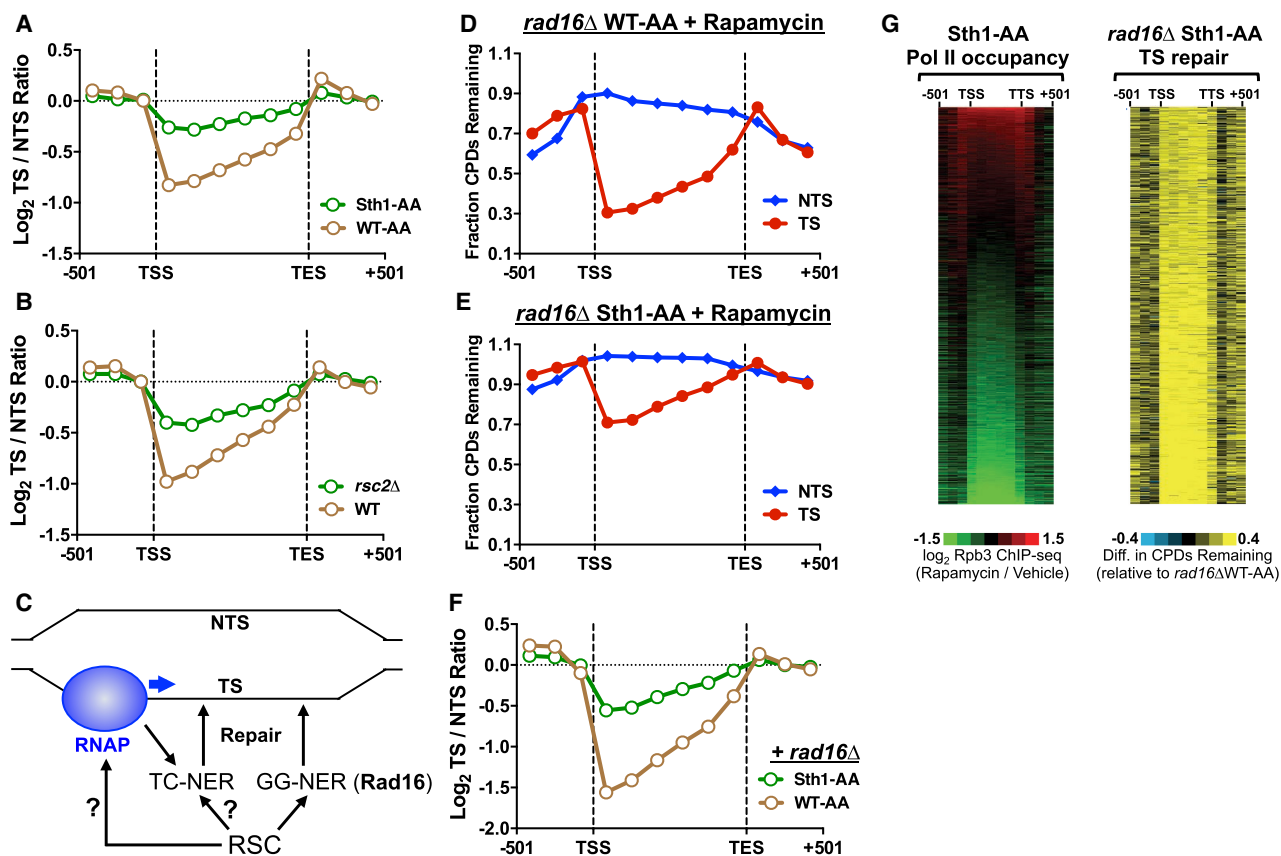 A
Log2 TS / NTS Ratio
0.5
0.0
-0.5
-1.0
-1.5
Sth1-AA
WT-AA
-501
TSS
TES
+501
B
Log2 TS / NTS Ratio
0.5
0.0
-0.5
-1.0
-1.5
rsc2Δ
WT
-501
TSS
TES
+501
C
NTS
TS
RNAP
Repair
TC-NER
GG-NER (Rad16)
?
?
RSC
D
rad16Δ WT-AA + Rapamycin
Fraction CPDs Remaining
1.1
0.9
0.7
0.5
0.3
0.1
NTS
TS
-501
TSS
TES
+501
E
rad16Δ Sth1-AA + Rapamycin
Fraction CPDs Remaining
1.1
0.9
0.7
0.5
0.3
0.1
NTS
TS
-501
TSS
TES
+501
F
Log2 TS / NTS Ratio
0.5
0.0
-0.5
-1.0
-1.5
-2.0
+ rad16Δ
Sth1-AA
WT-AA
-501
TSS
TES
+501
G
Sth1-AA
Pol II occupancy
-501 TSS TTS +501
-1.5 1.5
log2 Rpb3 ChIP-seq
(Rapamycin / Vehicle)
rad16Δ Sth1-AA
TS repair
-501 TSS TTS +501
-0.4 0.4
Diff. in CPDs Remaining
(relative to rad16ΔWT-AA)